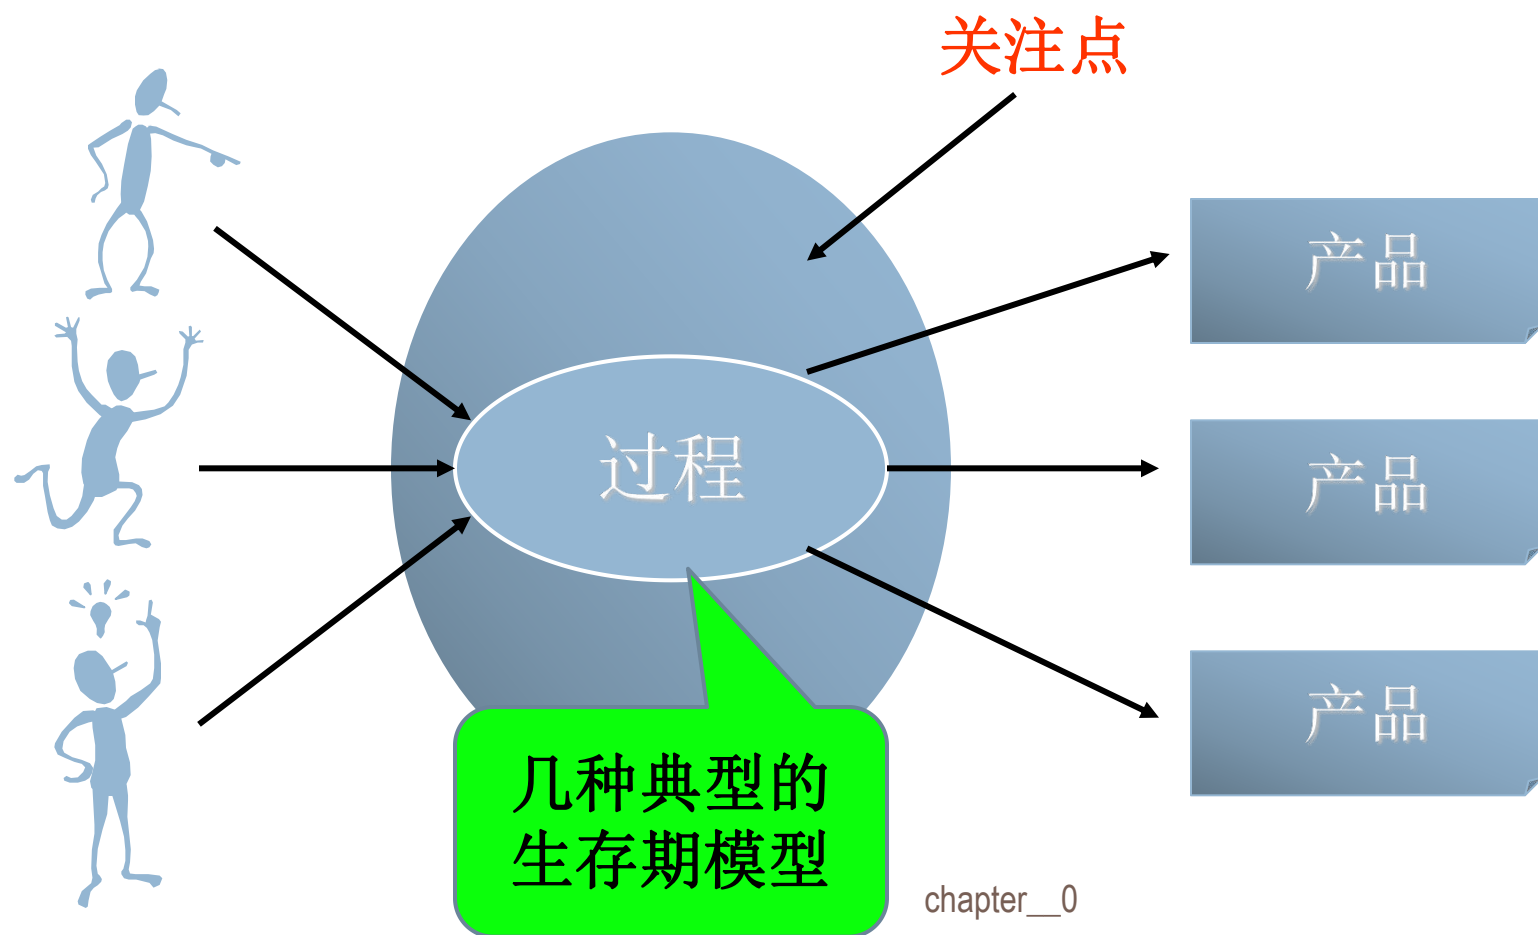 关注点
产品
过程
产品
产品
几种典型的
生存期模型
chapter__0